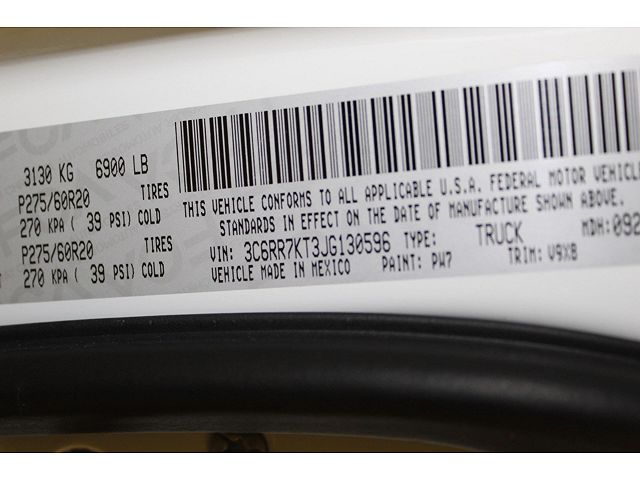 3130 KG 6900 LB
P275/60R20 TIRES
270 KPA ( 39 PSI) COLD
P275/60R20 TIRES
270 KPA ( 39 PSI) COLD
THIS VEHICLE CONFORMS TO ALL APPLICABLE U.S.A. FEDERAL MOTOR VEHICLE
STANDARDS IN EFFECT ON THE DATE OF MANUFACTURE SHOWN ABOVE.
VIN: 3C6RR7KT3JG130596 TYPE: TRUCK MDH: 092
VEHICLE MADE IN MEXICO PAINT: PW7 TRIM: V9X8